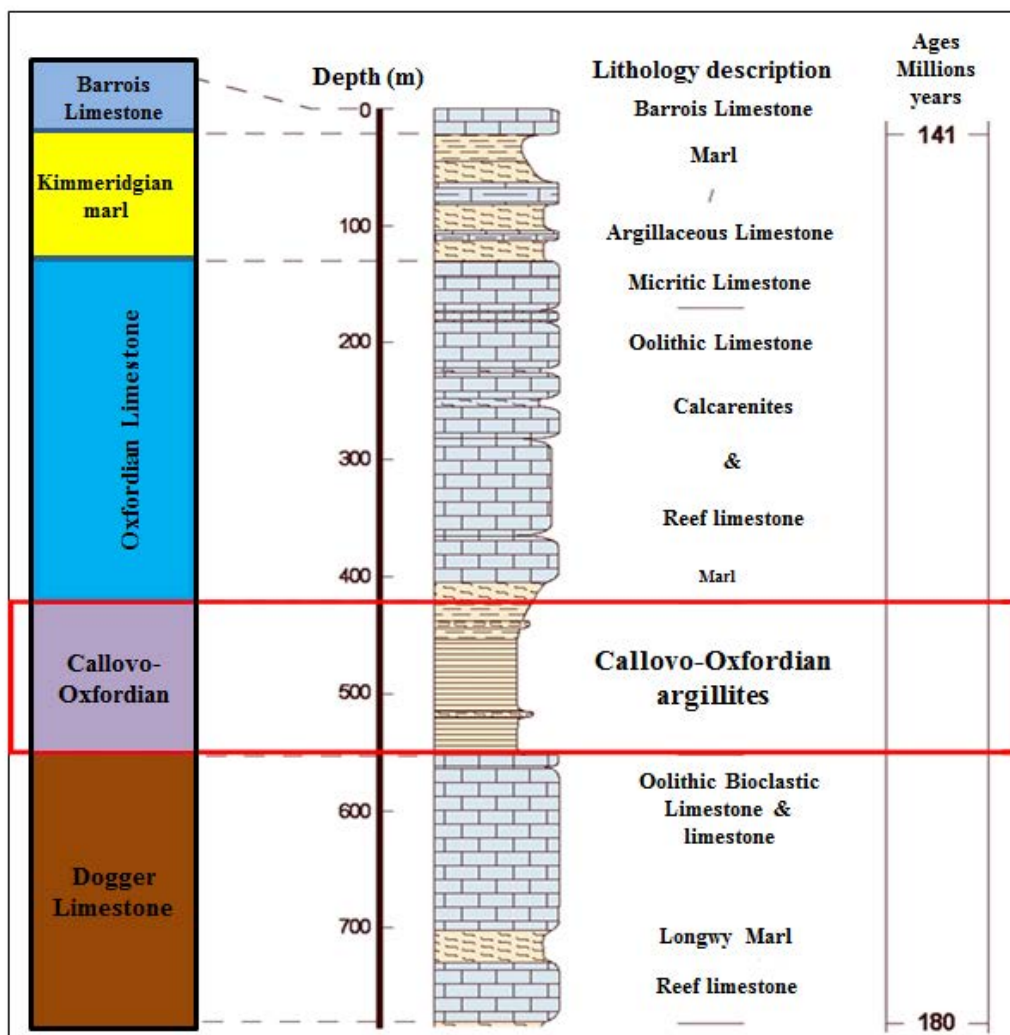 Barrois
Limestone
Kimmeridgian
marl
Oxfordian Limestone
Callovo-
Oxfordian
Dogger
Limestone
Depth (m)
0
100
200
300
400
500
600
700
Lithology description
Barrois Limestone
Marl
/
Argillaceous Limestone
Micritic Limestone
Oolithic Limestone
Calcarenites
&
Reef limestone
Marl
Callovo-Oxfordian
argillites
Oolithic Bioclastic
Limestone &
limestone
Longwy Marl
Reef limestone
Ages
Millions
years
141
180